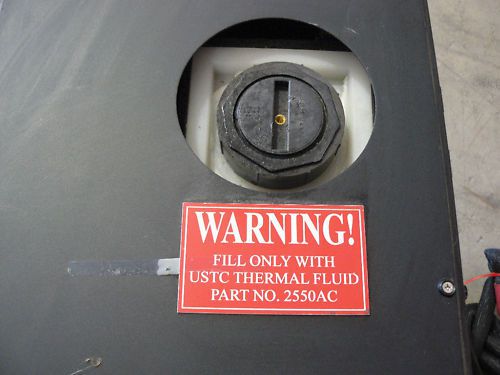 WARNING!
FILL ONLY WITH
USTC THERMAL FLUID
PART NO. 2550AC